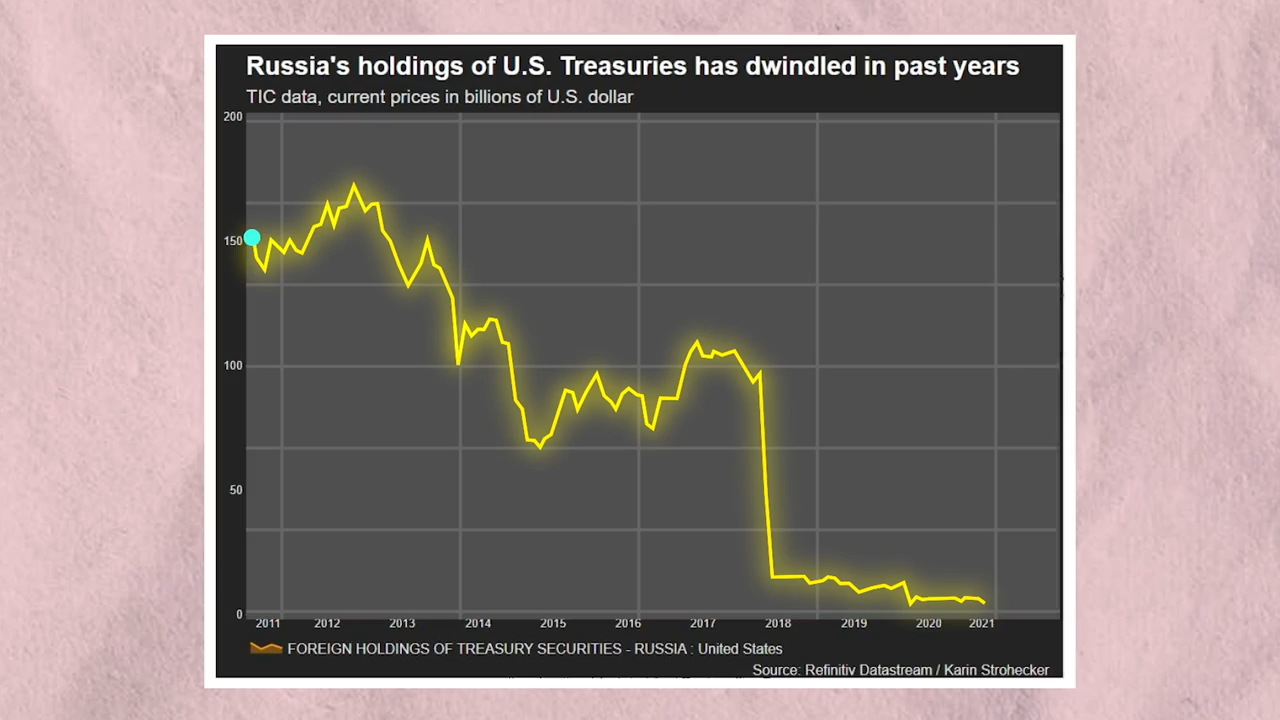 Russia's holdings of U.S. Treasuries has dwindled in past years
TIC data, current prices in billions of U.S. dollar
200
150
100
50
0
2011 2012 2013 2014 2015 2016 2017 2018 2019 2020 2021
FOREIGN HOLDINGS OF TREASURY SECURITIES - RUSSIA : United States
Source: Refinitiv Datastream / Karin Strohecker